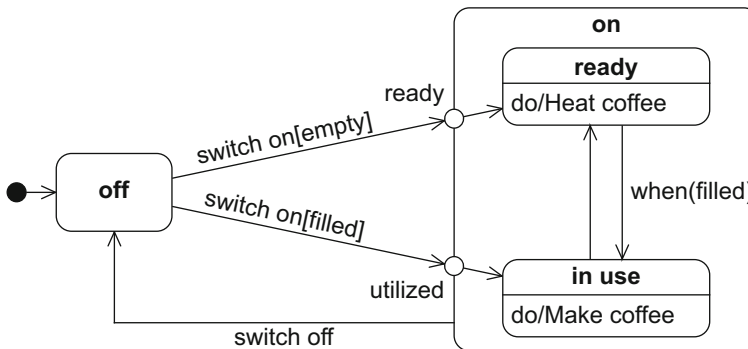 on
ready
do/Heat coffee
ready
switch on[empty]
off
switch on[filled]
when(filled)
utilized
in use
do/Make coffee
switch off